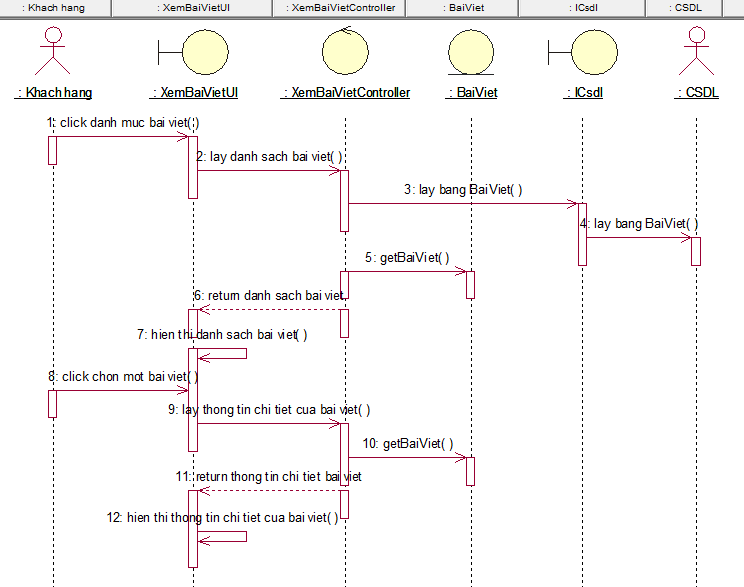 : Khach hang
: XemBaiVietUI
: XemBaiVietController
: BaiViet
: ICsdl
: CSDL
: Khach hang
: XemBaiVietUI
: XemBaiVietController
: BaiViet
: ICsdl
: CSDL
1: click danh muc bai viet( )
2: lay danh sach bai viet( )
3: lay bang BaiViet( )
4: lay bang BaiViet( )
5: getBaiViet( )
6: return danh sach bai viet
7: hien thi danh sach bai viet( )
8: click chon mot bai viet( )
9: lay thong tin chi tiet cua bai viet( )
10: getBaiViet( )
11: return thong tin chi tiet bai viet
12: hien thi thong tin chi tiet cua bai viet( )